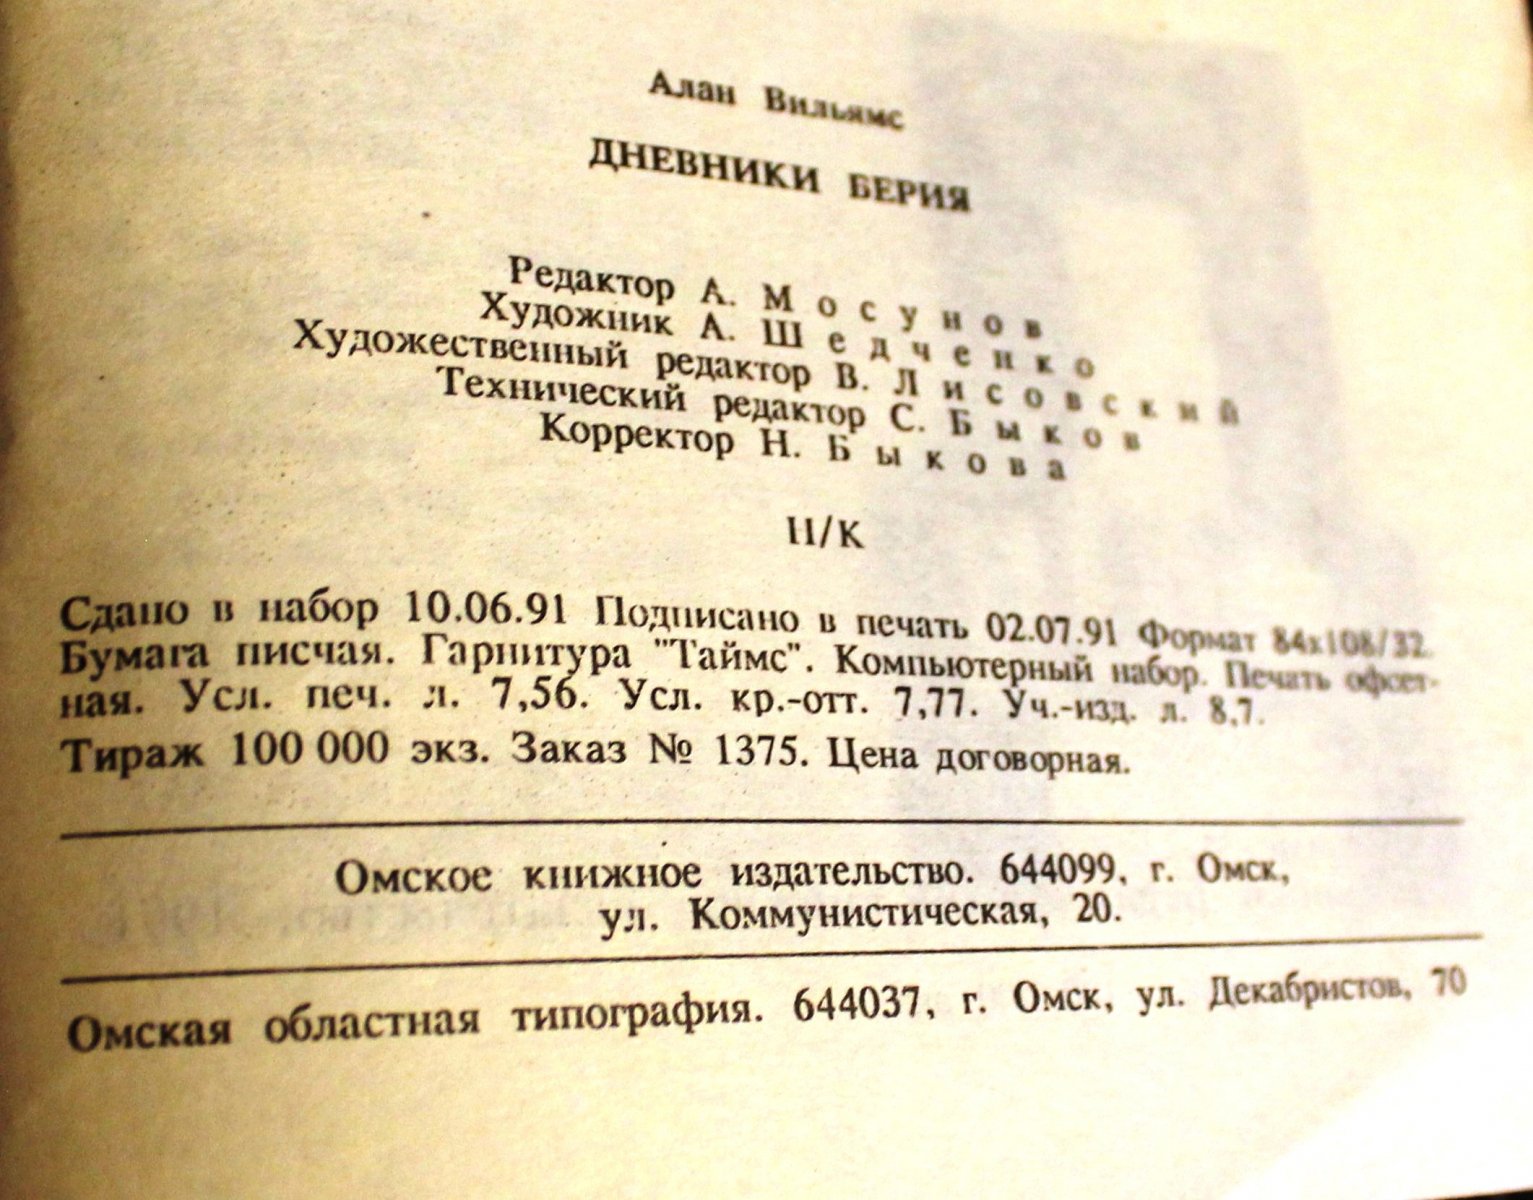 Алан Вильямс
ДНЕВНИКИ БЕРИЯ
Редактор А. Мосунов
Художник А. Шедченко
Художественный редактор В. Лисовский
Технический редактор С. Быков
Корректор Н. Быкова
Н/К
Сдано в набор 10.06.91 Подписано в печать 02.07.91 Формат 84х108/32.
Бумага писчая. Гарнитура "Таймс". Компьютерный набор. Печать офсет-
ная. Усл. печ. л. 7,56. Усл. кр.-отт. 7,77. Уч.-изд. л. 8,7.
Тираж 100 000 экз. Заказ № 1375. Цена договорная.
Омское книжное издательство. 644099, г. Омск,
ул. Коммунистическая, 20.
Омская областная типография. 644037, г. Омск, ул. Декабристов, 70